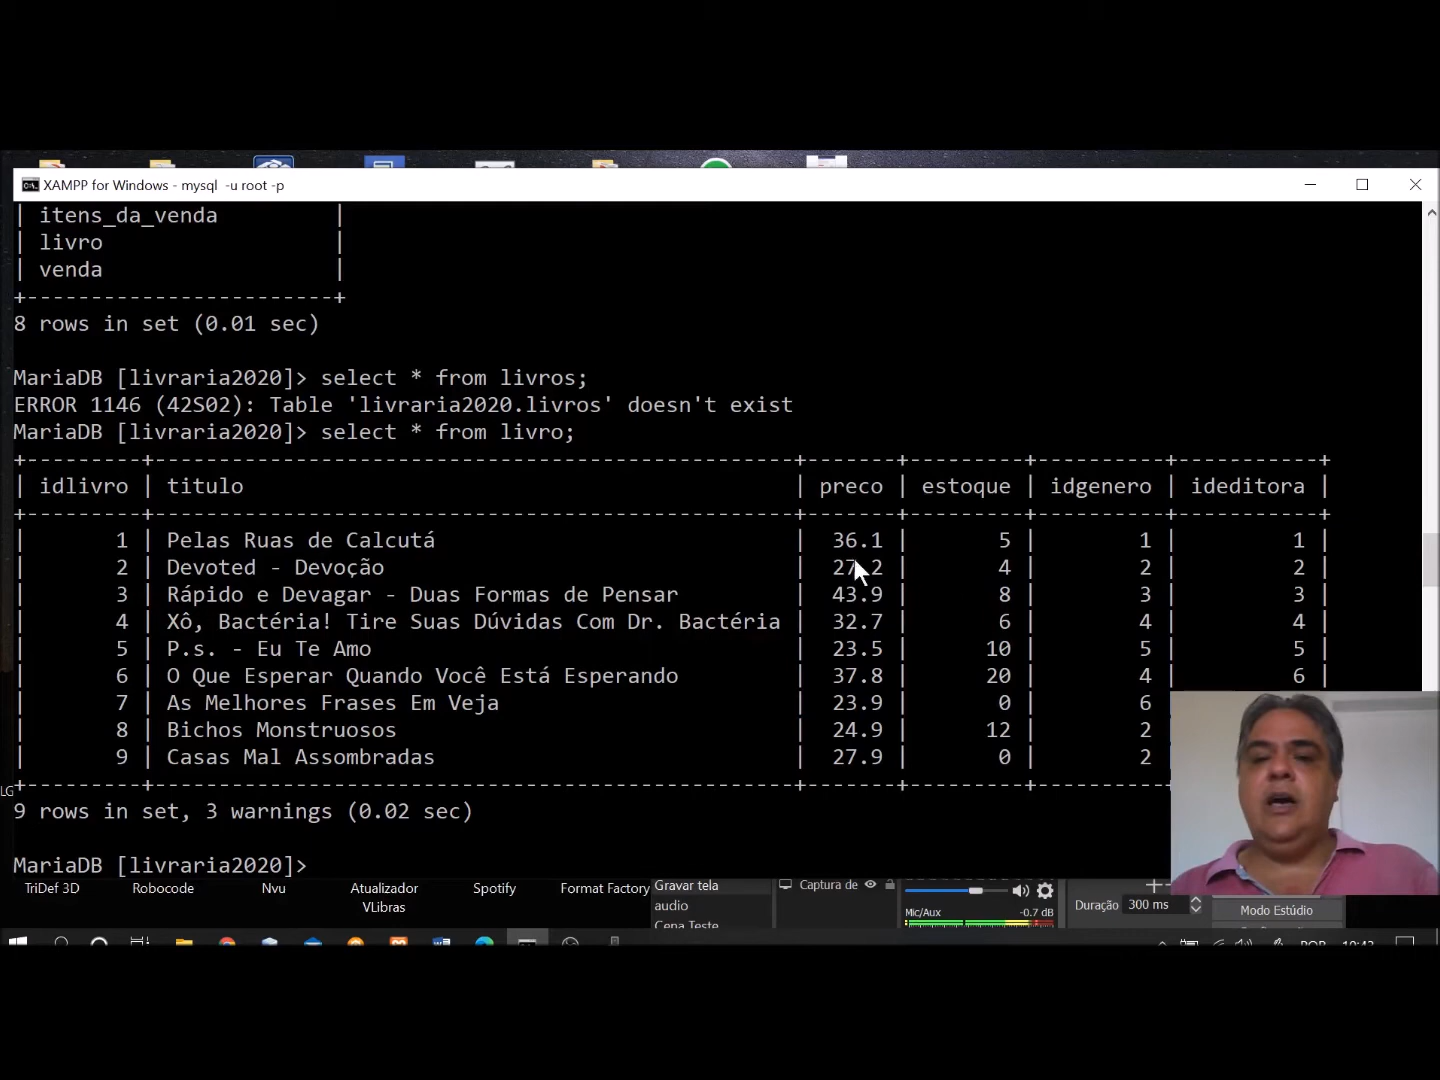 XAMPP for Windows - mysql  -u root -p
| itens_da_venda         |
| livro                  |
| venda                  |
+------------------------+
8 rows in set (0.01 sec)
MariaDB [livraria2020]> select * from livros;
ERROR 1146 (42S02): Table 'livraria2020.livros' doesn't exist
MariaDB [livraria2020]> select * from livro;
+---------+--------------------------------------------------+-------+---------+----------+-----------+
| idlivro | titulo | preco | estoque | idgenero | ideditora |
+---------+--------------------------------------------------+-------+---------+----------+-----------+
| 1 | Pelas Ruas de Calcutá | 36.1 | 5 | 1 | 1 |
| 2 | Devoted - Devoção | 27.2 | 4 | 2 | 2 |
| 3 | Rápido e Devagar - Duas Formas de Pensar | 43.9 | 8 | 3 | 3 |
| 4 | Xô, Bactéria! Tire Suas Dúvidas Com Dr. Bactéria | 32.7 | 6 | 4 | 4 |
| 5 | P.s. - Eu Te Amo | 23.5 | 10 | 5 | 5 |
| 6 | O Que Esperar Quando Você Está Esperando | 37.8 | 20 | 4 | 6 |
| 7 | As Melhores Frases Em Veja | 23.9 | 0 | 6
| 8 | Bichos Monstruosos | 24.9 | 12 | 2
| 9 | Casas Mal Assombradas | 27.9 | 0 | 2
+---------+--------------------------------------------------+-------+---------+----------
LG
9 rows in set, 3 warnings (0.02 sec)
MariaDB [livraria2020]>
TriDef 3D
Robocode
Nvu
Atualizador
VLibras
Spotify
Format Factory
Gravar tela
audio
Cena Teste
Captura de
Mic/Aux
-0.7 dB
Duração
300 ms
Modo Estúdio